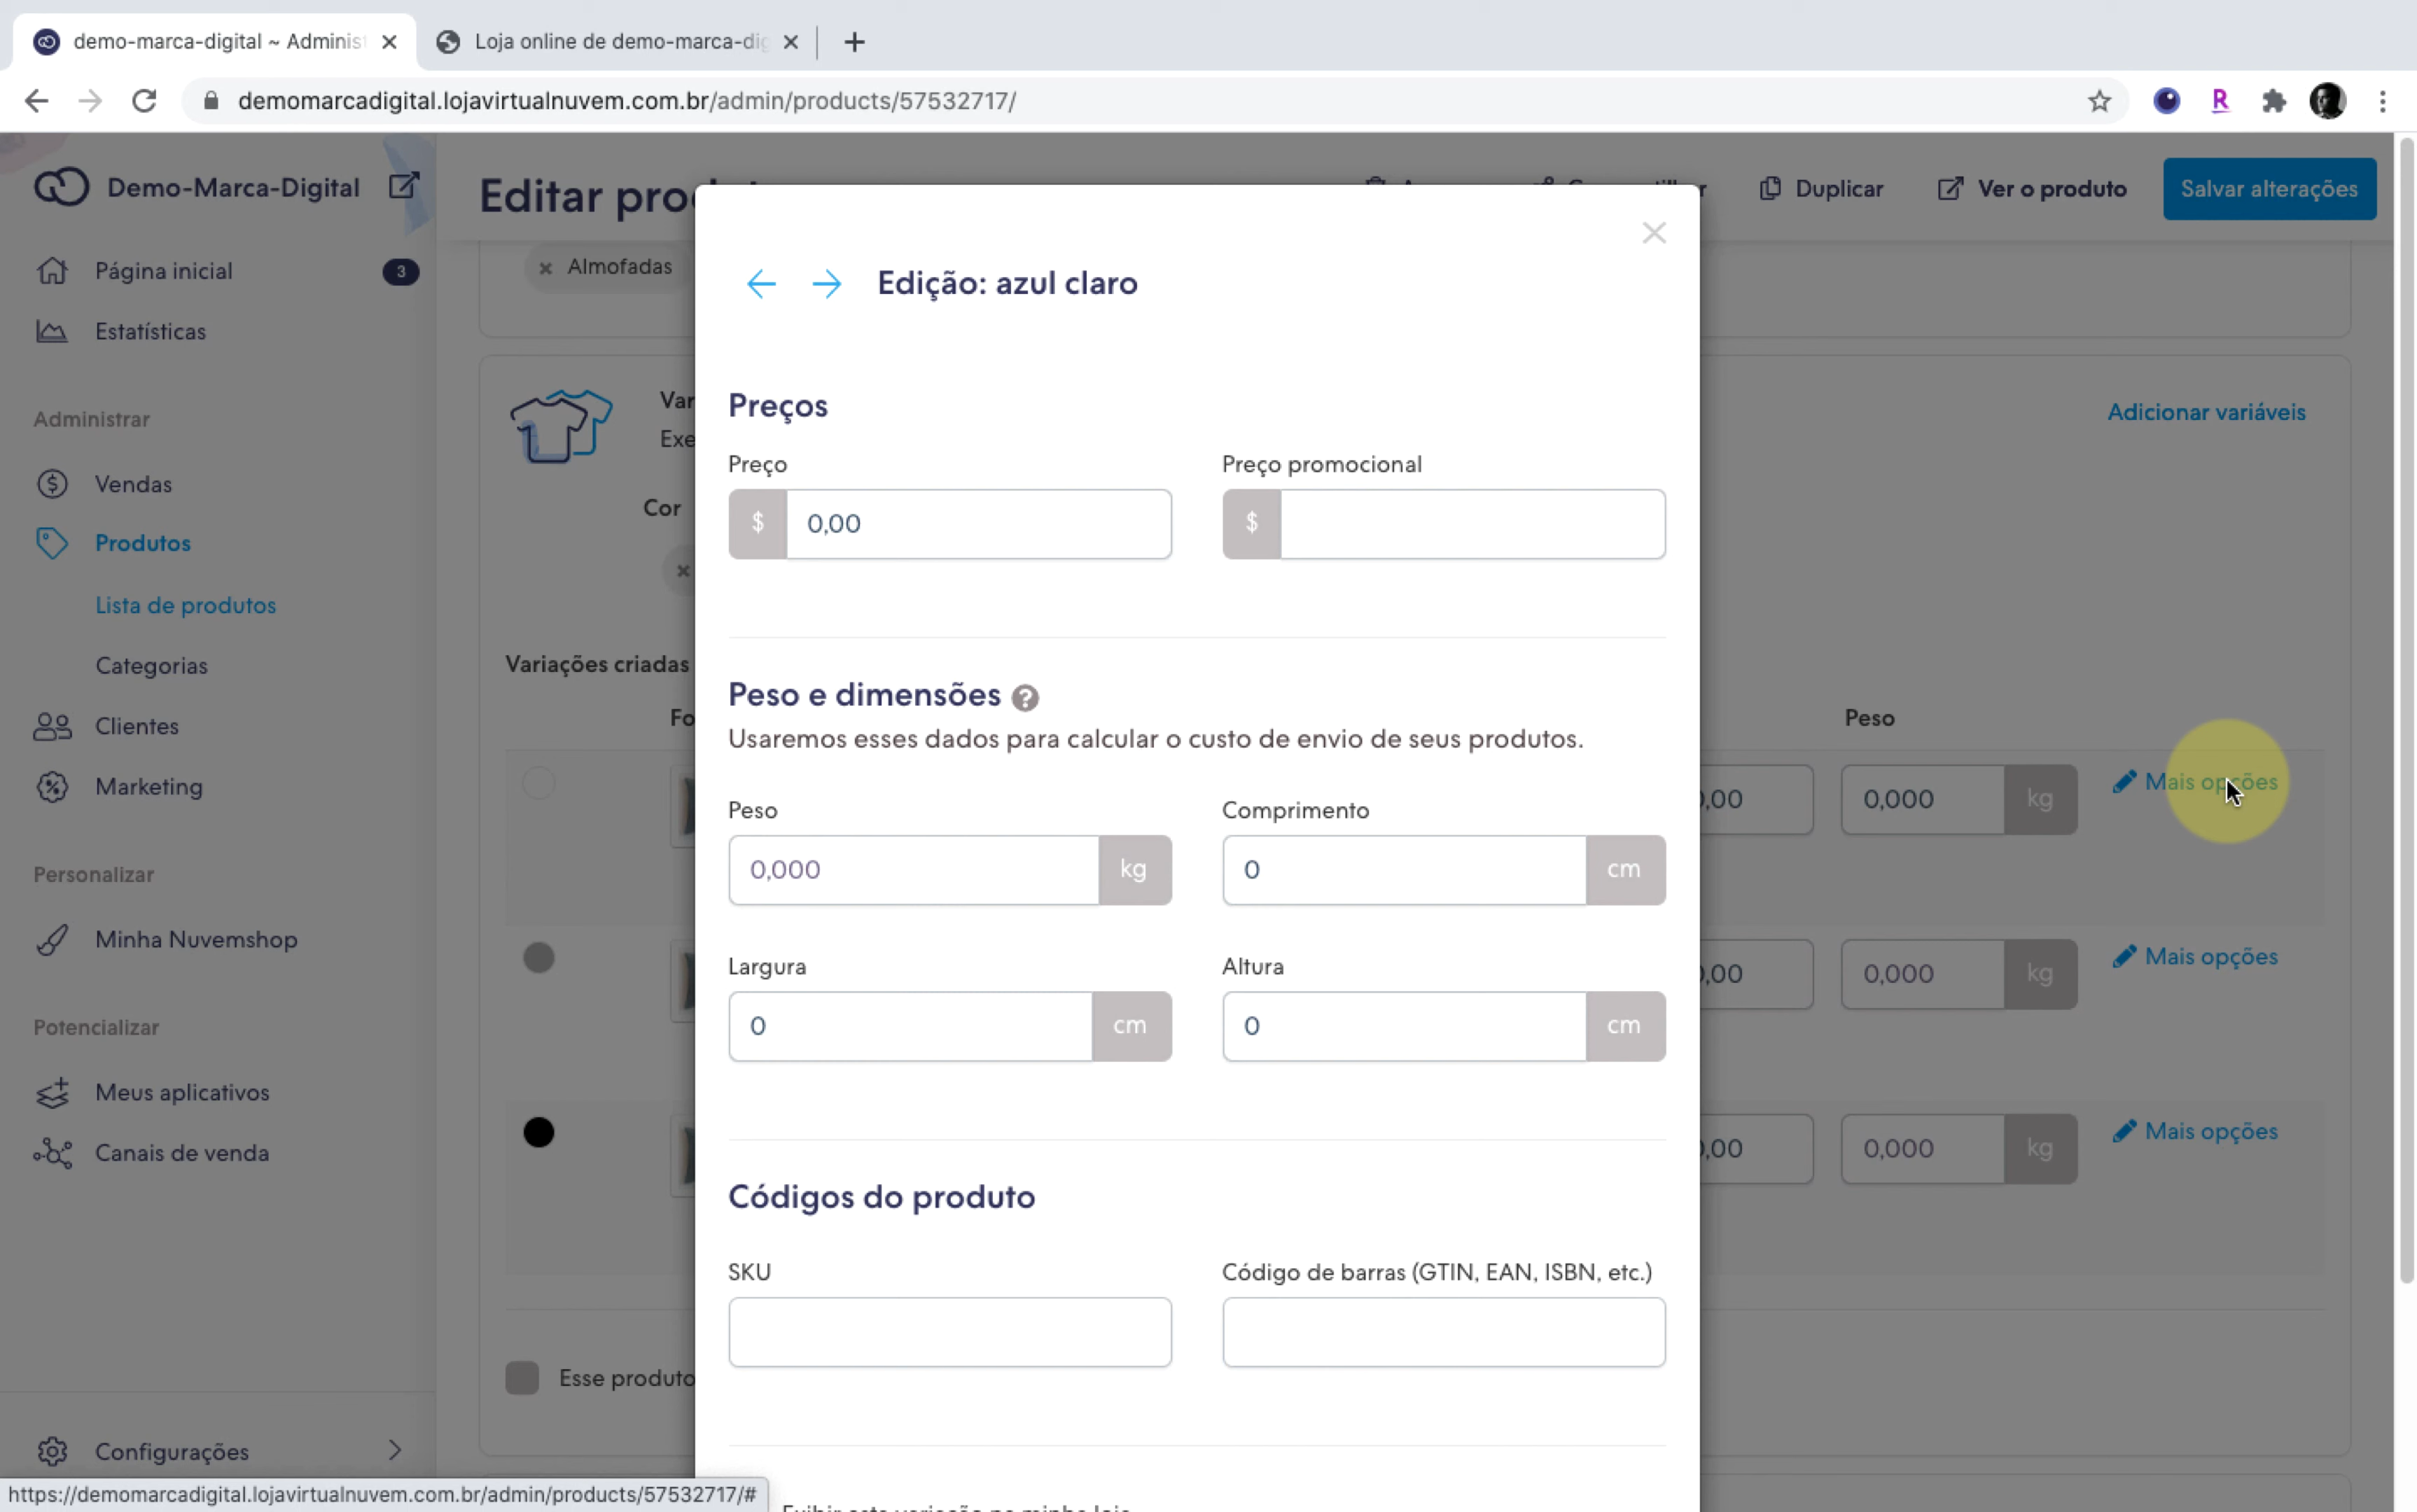 demo-marca-digital ~ Adminis
Loja online de demo-marca-dig
demomarcadigital.lojavirtualnuvem.com.br/admin/products/57532717/
R
Demo-Marca-Digital
Página inicial
3
Estatísticas
Administrar
Vendas
Produtos
Lista de produtos
Categorias
Clientes
Marketing
Personalizar
Minha Nuvemshop
Potencializar
Meus aplicativos
Canais de venda
Configurações
https://demomarcadigital.lojavirtualnuvem.com.br/admin/products/57532717/#
Editar pro
Duplicar
Ver o produto
Salvar alterações
Almofadas
Var
Exe
Adicionar variáveis
Cor
Variações criadas
Fo
Peso
,00
0,000
kg
Mais opções
,00
0,000
kg
Mais opções
,00
0,000
kg
Mais opções
Esse produto
Edição: azul claro
Preços
Preço
Preço promocional
$
0,00
$
Peso e dimensões ?
Usaremos esses dados para calcular o custo de envio de seus produtos.
Peso
Comprimento
0,000
kg
0
cm
Largura
Altura
0
cm
0
cm
Códigos do produto
SKU
Código de barras (GTIN, EAN, ISBN, etc.)